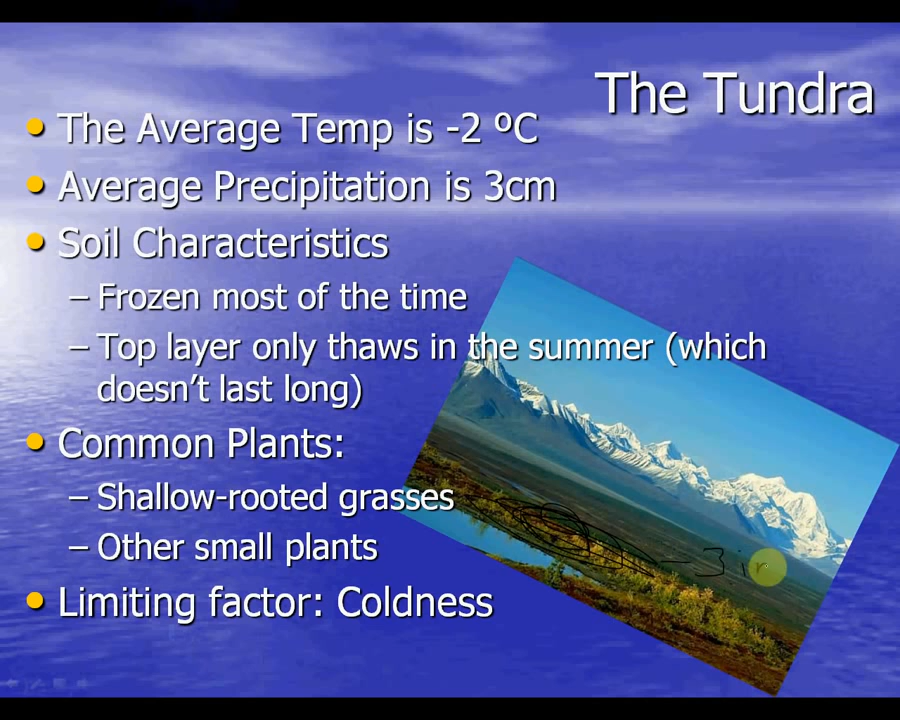 The Tundra
The Average Temp is -2 ºC
Average Precipitation is 3cm
Soil Characteristics
– Frozen most of the time
– Top layer only thaws in the summer (which
doesn't last long)
Common Plants:
– Shallow-rooted grasses
– Other small plants
Limiting factor: Coldness
– 3 in